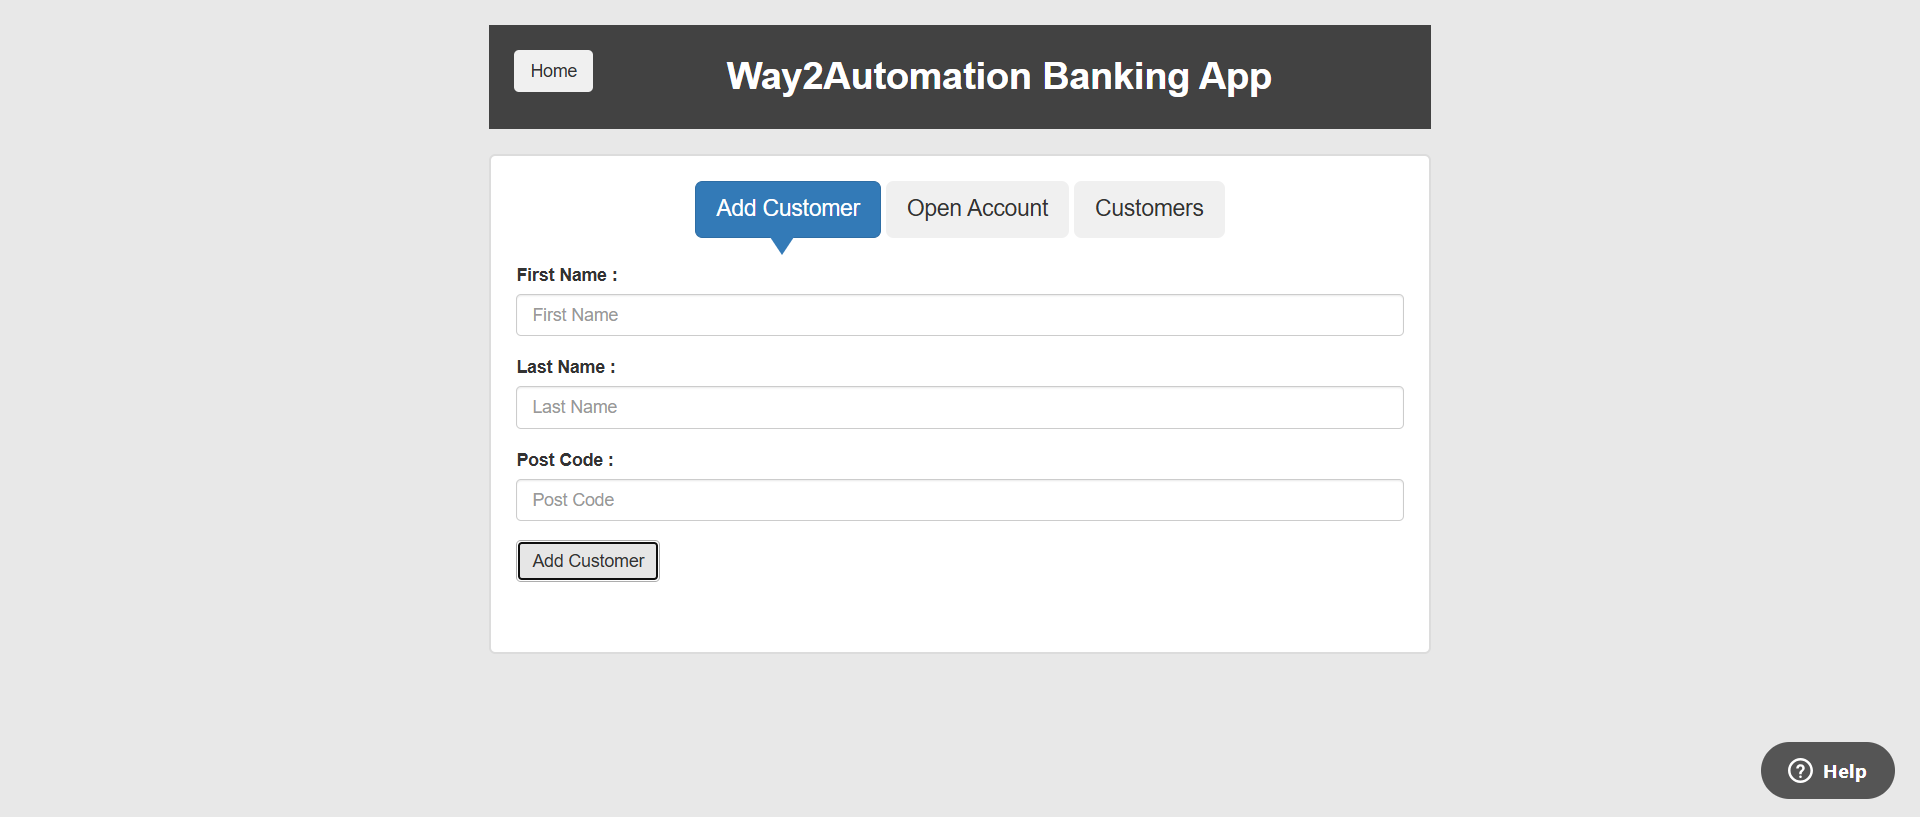 Home
Way2Automation Banking App
Add Customer
Open Account
Customers
First Name :
First Name
Last Name :
Last Name
Post Code :
Post Code
Add Customer
Help